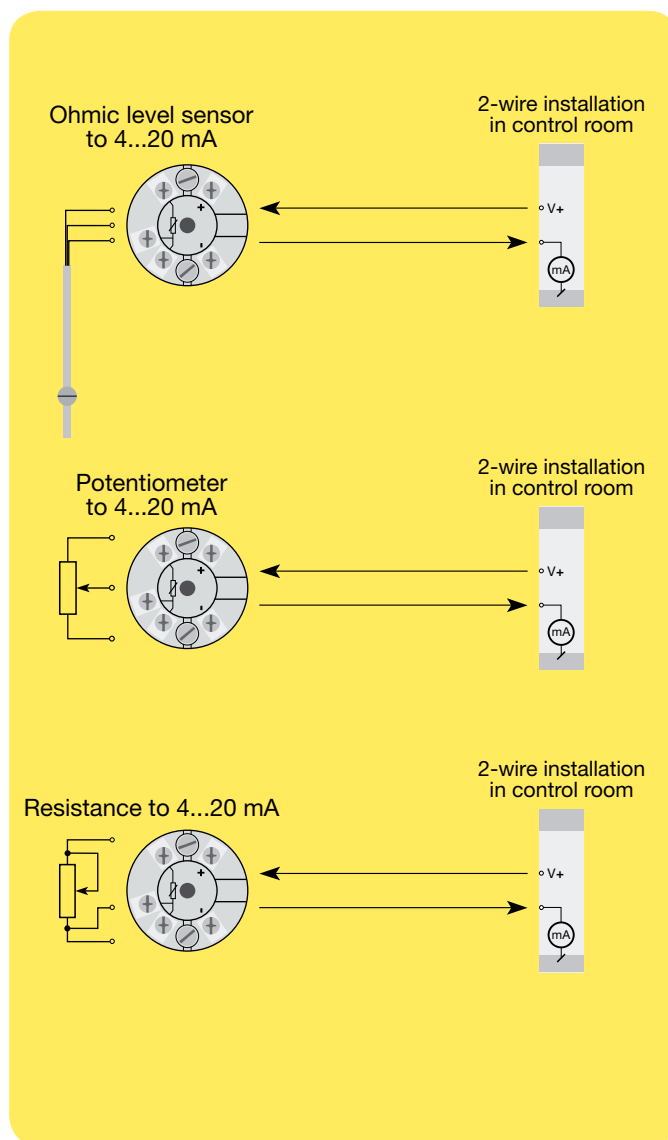 Ohmic level sensor
to 4...20 mA
2-wire installation
in control room
+
-
V+
mA
Potentiometer
to 4...20 mA
2-wire installation
in control room
+
-
V+
mA
Resistance to 4...20 mA
2-wire installation
in control room
+
-
V+
mA